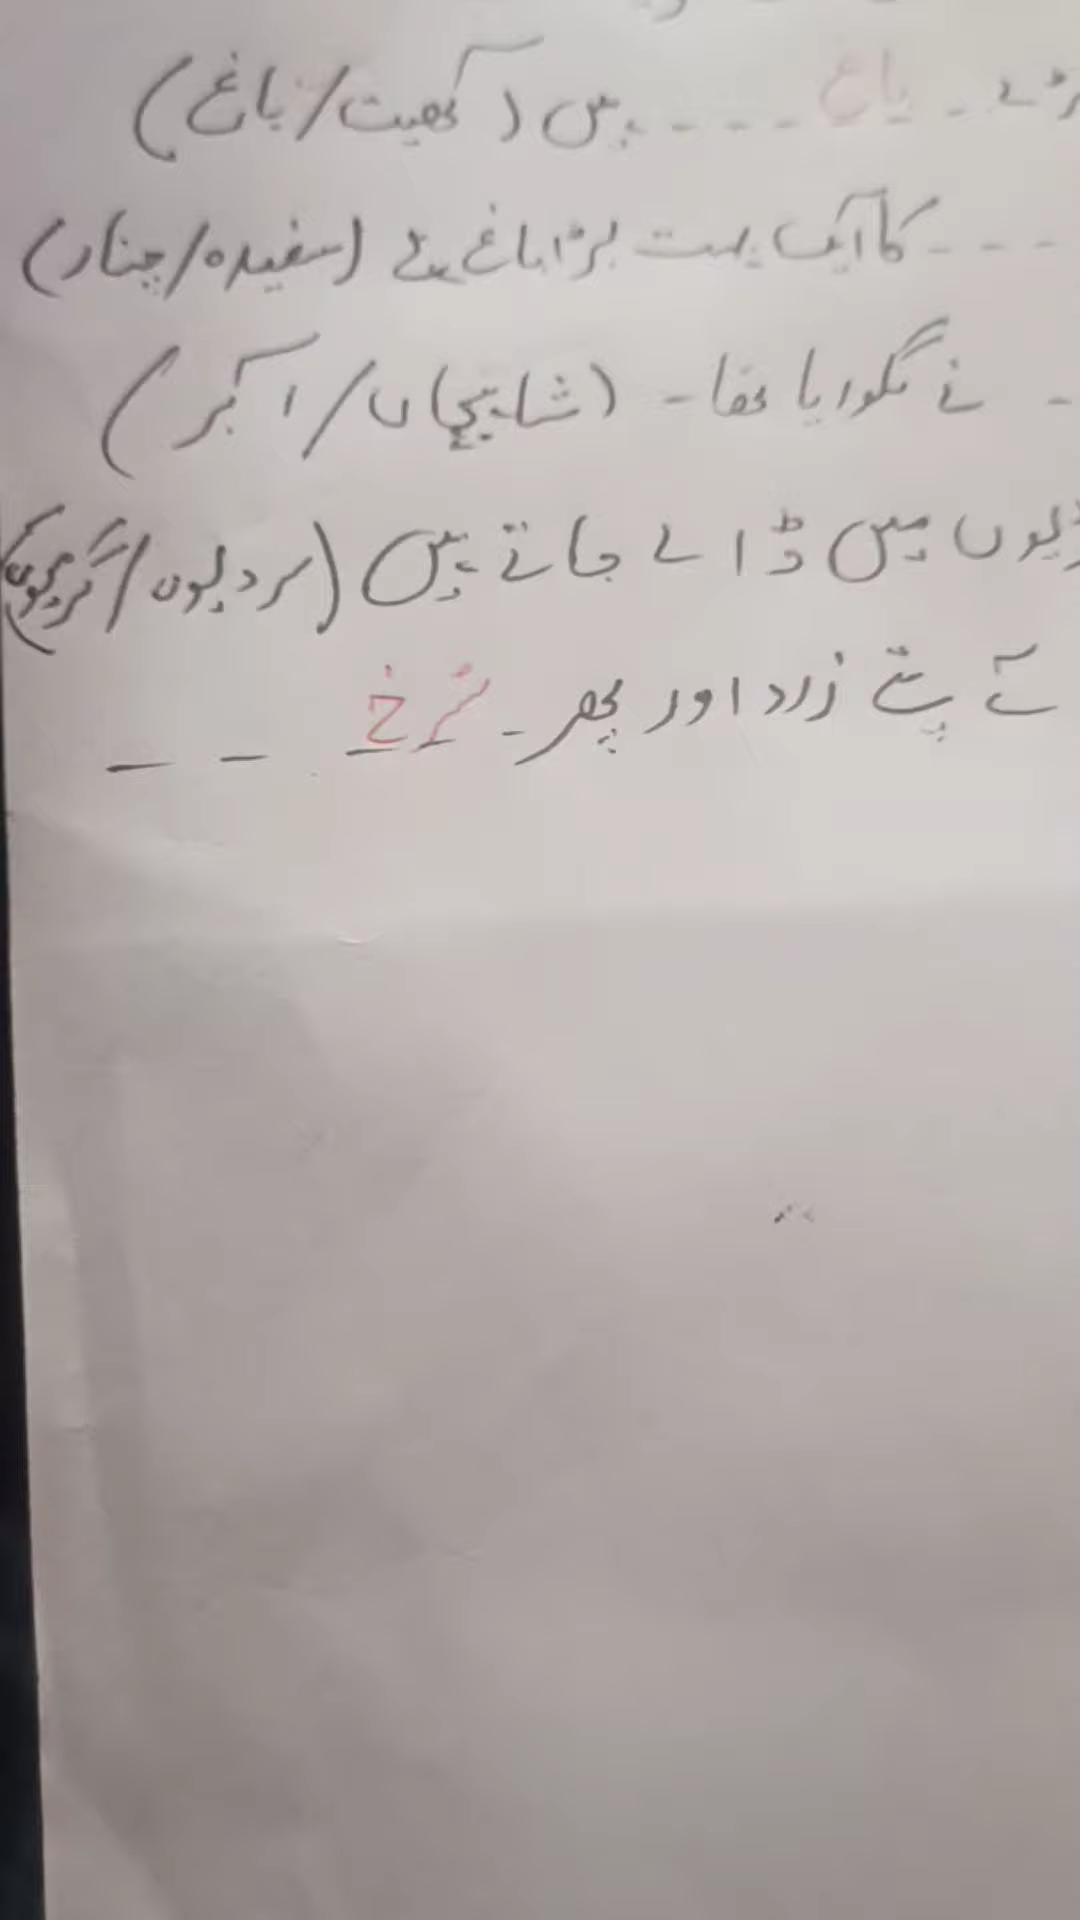 باغ ۔ ۔ ۔ ۔ ہیں (کھیت/باغ)
۔ ۔ ۔ ۔ کا ایک بہت بڑا باغ ہے (سفیدہ/چنار)
۔ نے لگوایا تھا ۔ (شاہجہاں/اکبر)
میں ڈالے جاتے ہیں (سردیوں/گرمیوں)
کے پتے زرد اور پھر ۔ سُرخ ۔ ۔